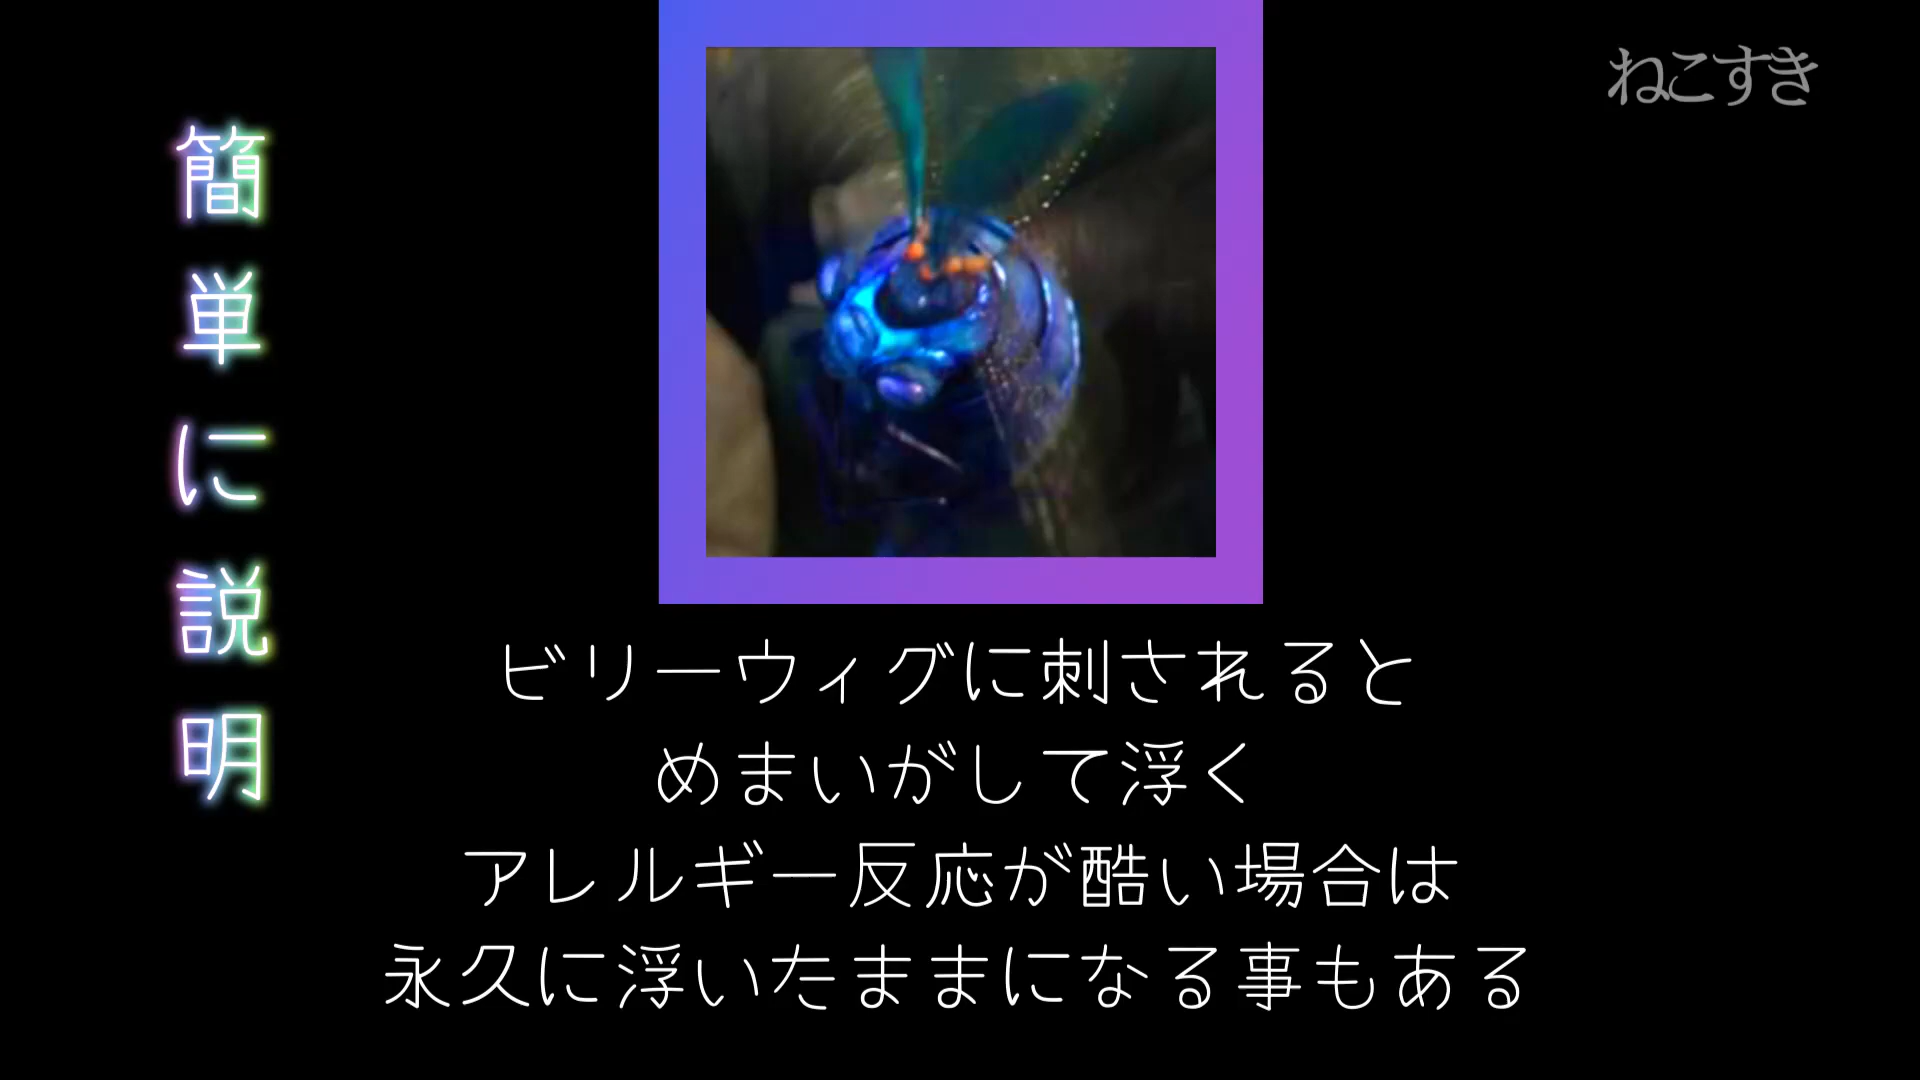 簡単に説明
ねこすき
ビリーウィグに刺されると
めまいがして浮く
アレルギー反応が酷い場合は
永久に浮いたままになる事もある